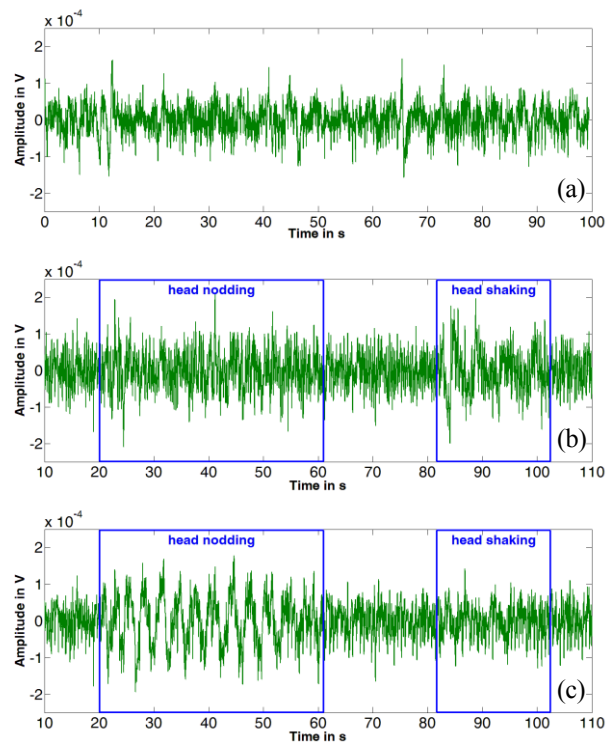 x 10⁻⁴
2
1
0
-1
-2
Amplitude in V
0 10 20 30 40 50 60 70 80 90 100
Time in s
(a)
x 10⁻⁴
head nodding head shaking
2
1
0
-1
-2
Amplitude in V
10 20 30 40 50 60 70 80 90 100 110
Time in s
(b)
x 10⁻⁴
head nodding head shaking
2
1
0
-1
-2
Amplitude in V
10 20 30 40 50 60 70 80 90 100 110
Time in s
(c)